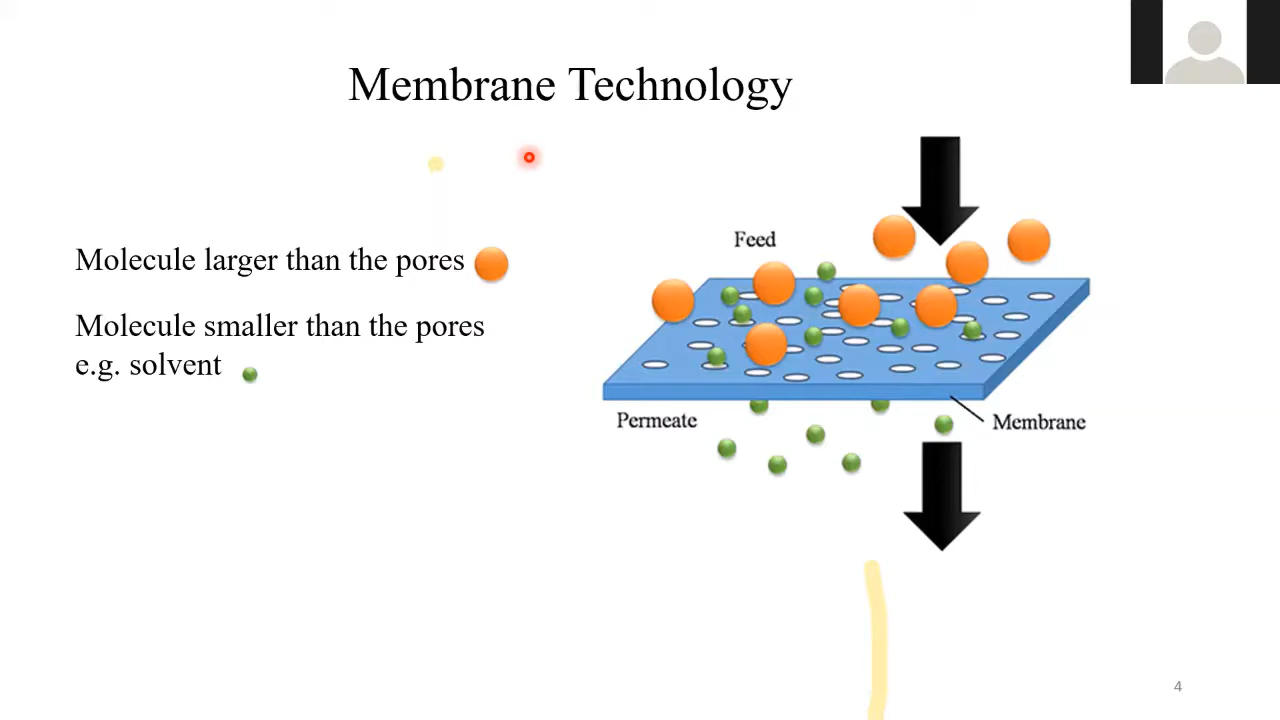 Membrane Technology
Molecule larger than the pores
Molecule smaller than the pores
e.g. solvent
Feed
Permeate
Membrane
4